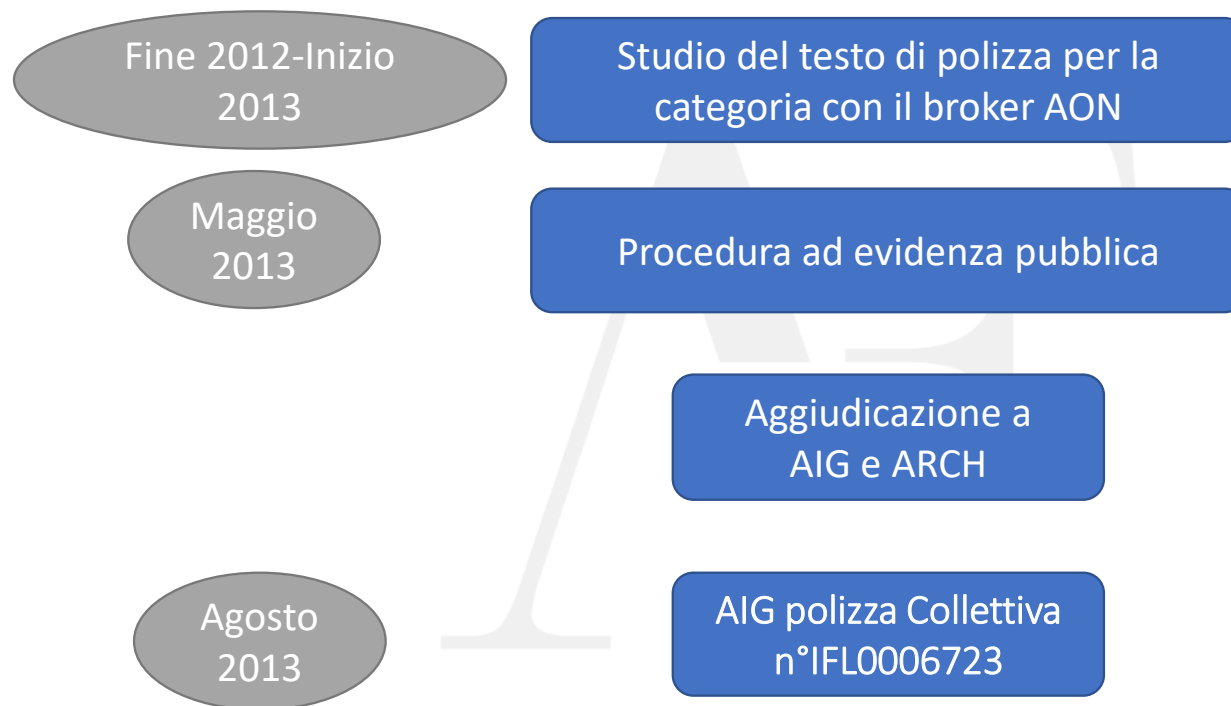 Fine 2012-Inizio
2013
Studio del testo di polizza per la
categoria con il broker AON
Maggio
2013
Procedura ad evidenza pubblica
Aggiudicazione a
AIG e ARCH
Agosto
2013
AIG polizza Collettiva
n°IFL0006723